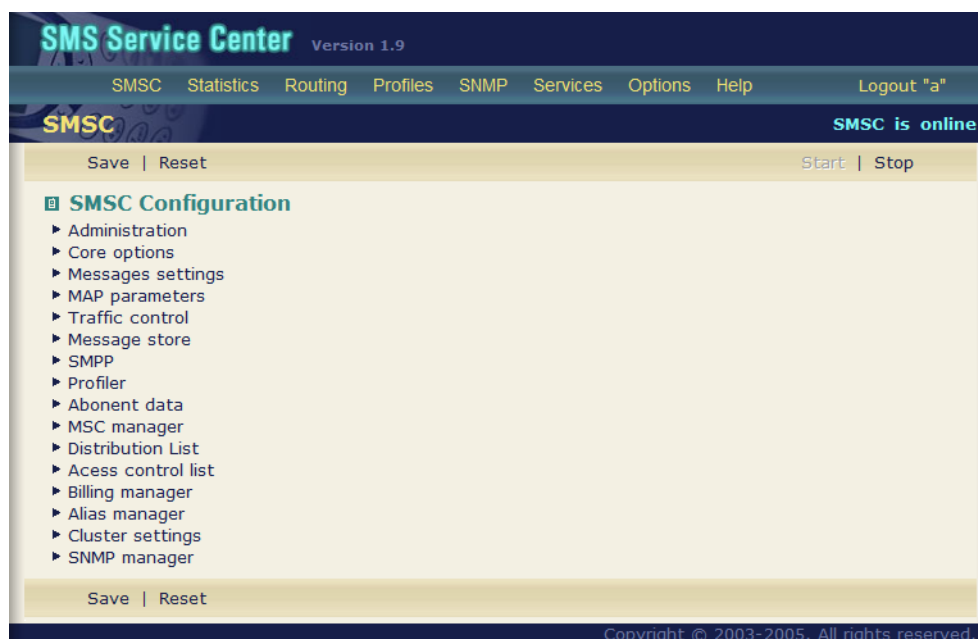 SMS Service Center Version 1.9
SMSC Statistics Routing Profiles SNMP Services Options Help Logout "a"
SMSC SMSC is online
Save | Reset Start | Stop
SMSC Configuration
Administration
Core options
Messages settings
MAP parameters
Traffic control
Message store
SMPP
Profiler
Abonent data
MSC manager
Distribution List
Acess control list
Billing manager
Alias manager
Cluster settings
SNMP manager
Save | Reset
Copyright © 2003-2005. All rights reserved